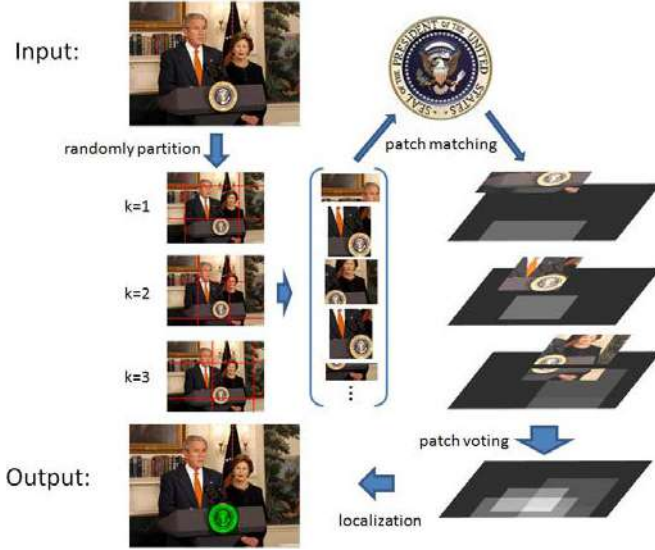 Input:
SEAL OF THE PRESIDENT OF THE UNITED STATES
randomly partition
patch matching
k=1
k=2
k=3
patch voting
Output:
localization